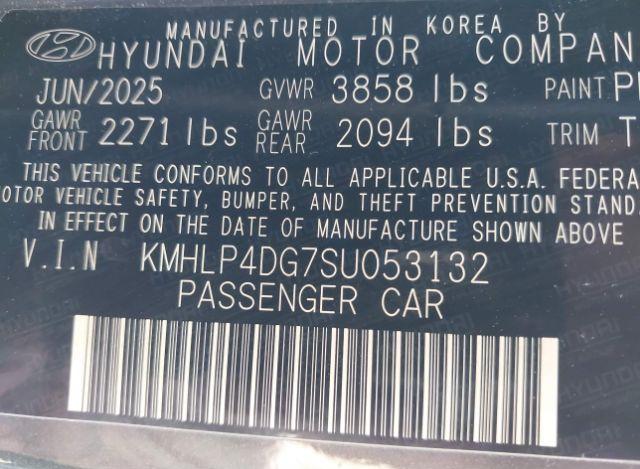 MANUFACTURED IN KOREA BY
HYUNDAI MOTOR COMPAN
JUN/2025 GVWR 3858 lbs PAINT P
GAWR FRONT 2271 lbs GAWR REAR 2094 lbs TRIM T
THIS VEHICLE CONFORMS TO ALL APPLICABLE U.S.A. FEDERA
MOTOR VEHICLE SAFETY, BUMPER, AND THEFT PREVENTION STAND
IN EFFECT ON THE DATE OF MANUFACTURE SHOWN ABOVE
V.I.N KMHLP4DG7SU053132
PASSENGER CAR